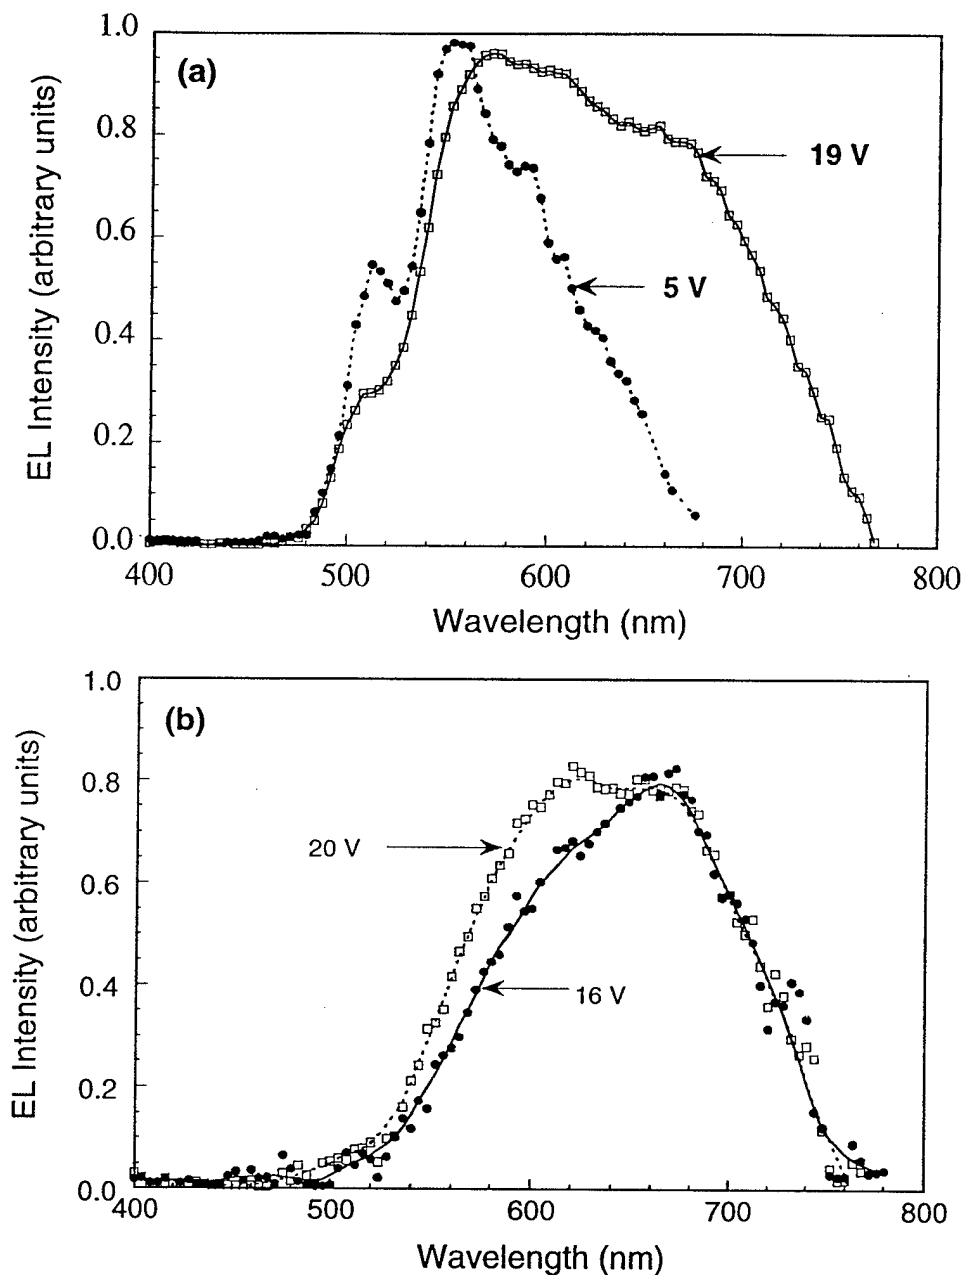 (a)
EL Intensity (arbitrary units)
1.0
0.8
0.6
0.4
0.2
0.0
19 V
5 V
400 500 600 700 800
Wavelength (nm)
(b)
EL Intensity (arbitrary units)
1.0
0.8
0.6
0.4
0.2
0.0
20 V
16 V
400 500 600 700 800
Wavelength (nm)